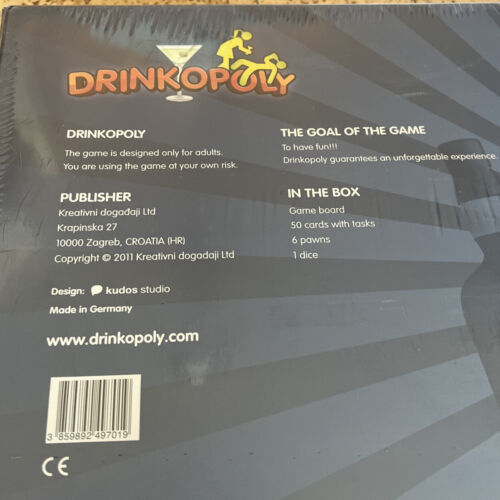 DRINKOPOLY
DRINKOPOLY
The game is designed only for adults.
You are using the game at your own risk.
THE GOAL OF THE GAME
To have fun!!!
Drinkopoly guarantees an unforgettable experience.
PUBLISHER
Kreativni događaji Ltd
Krapinska 27
10000 Zagreb, CROATIA (HR)
Copyright © 2011 Kreativni događaji Ltd
IN THE BOX
Game board
50 cards with tasks
6 pawns
1 dice
Design: kudos studio
Made in Germany
www.drinkopoly.com
3 859892 497019
CE